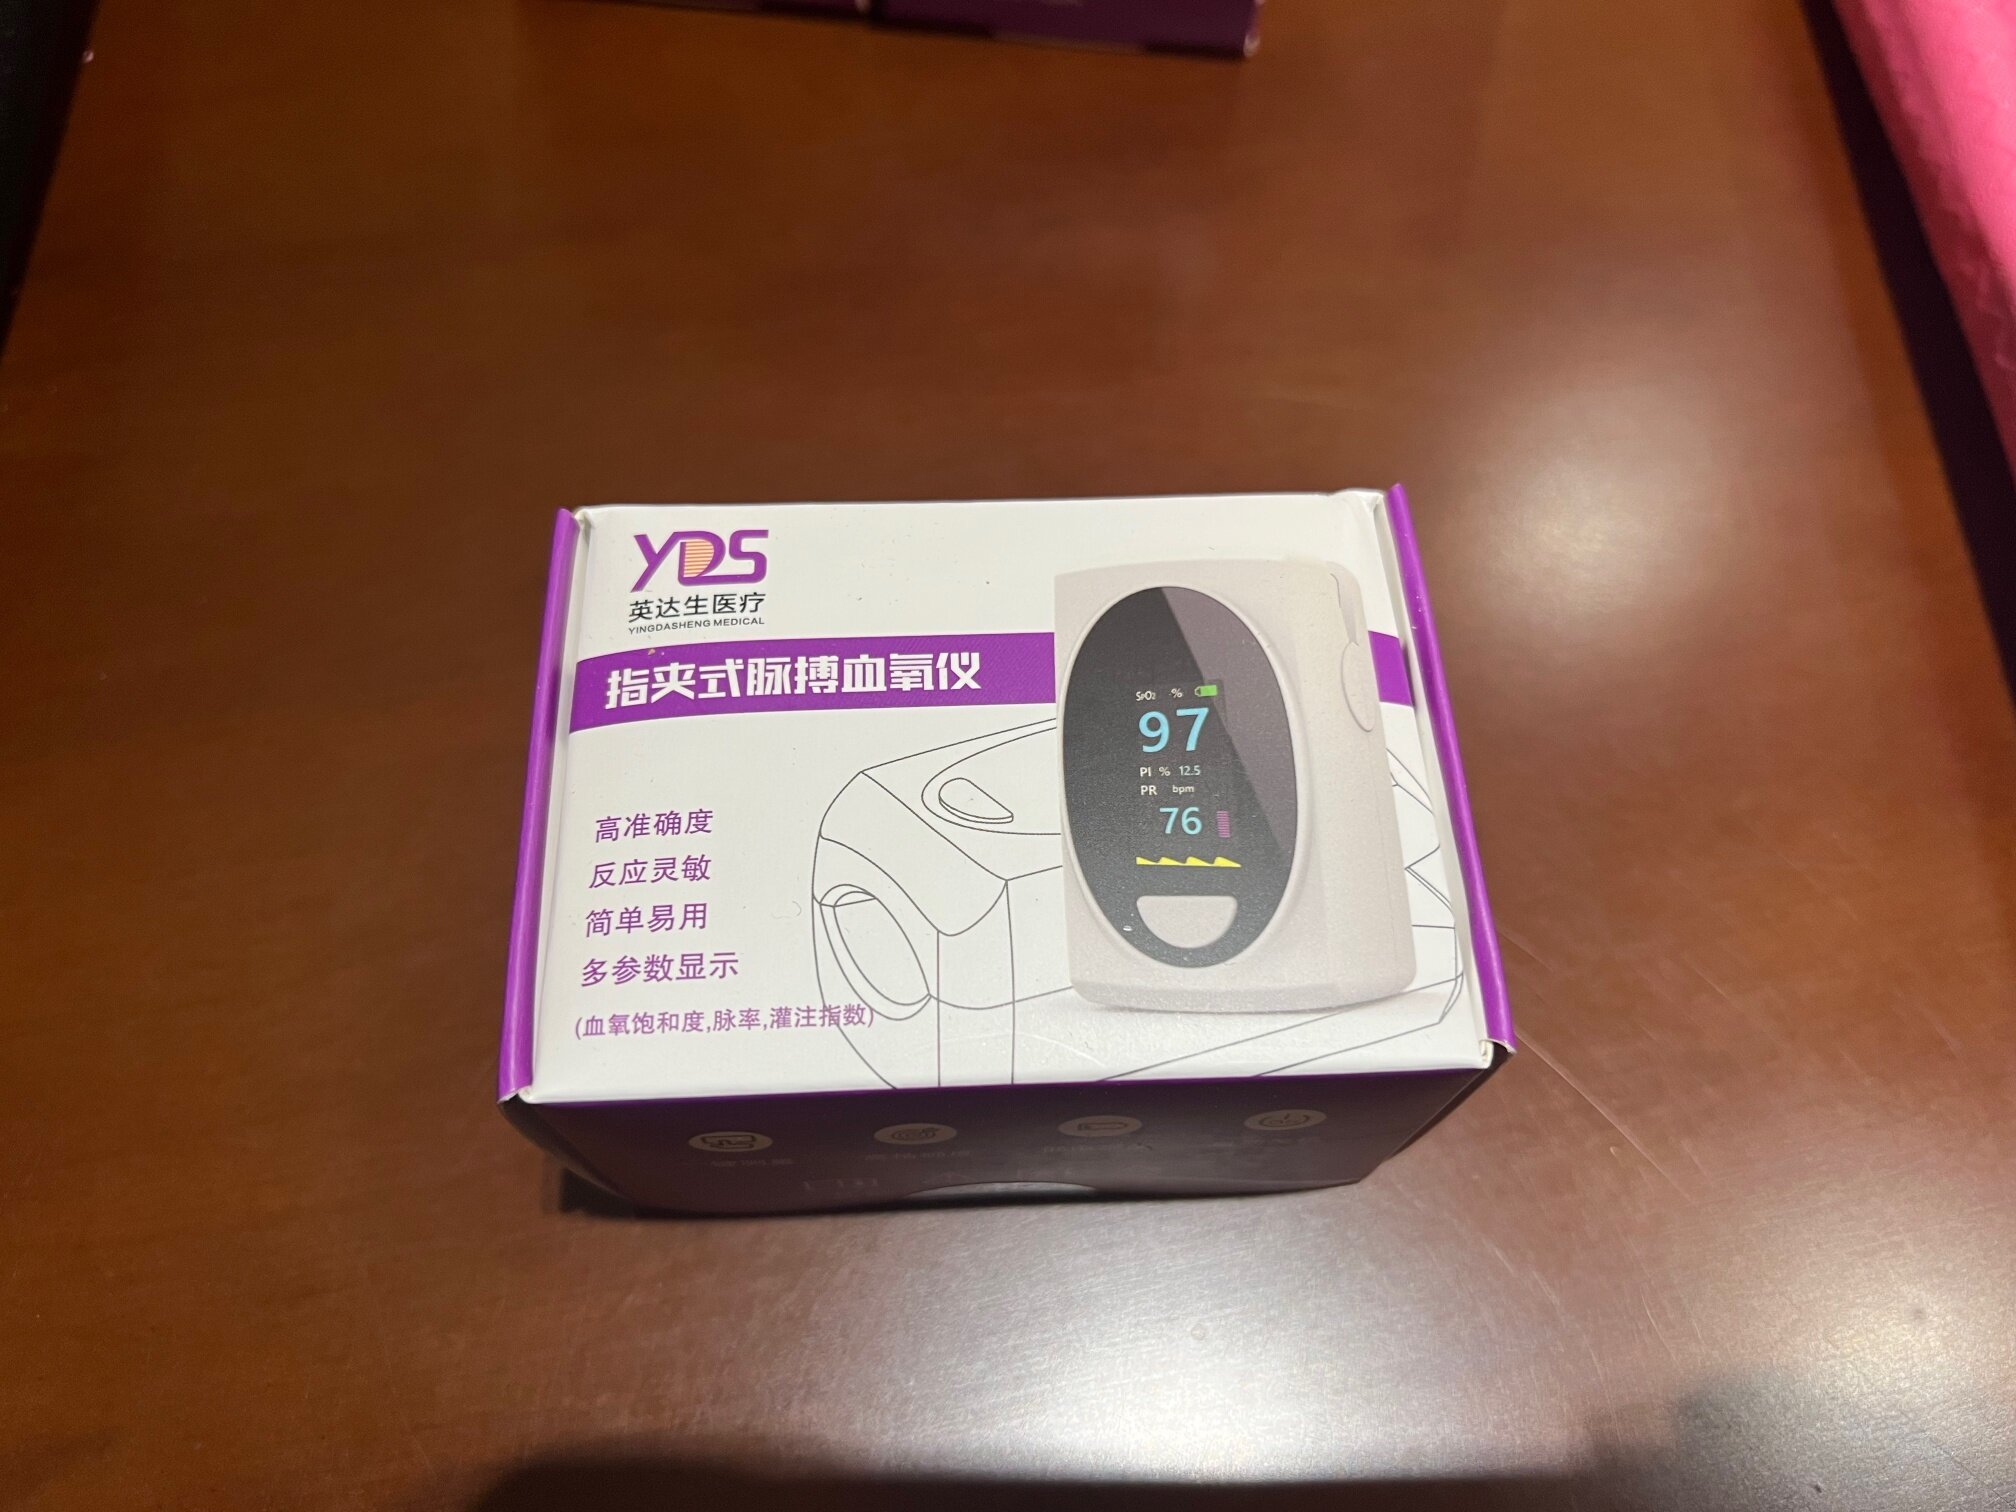 YDS
英达生医疗
YINGDASHENG MEDICAL
指夹式脉搏血氧仪
高准确度
反应灵敏
简单易用
多参数显示
(血氧饱和度,脉率,灌注指数)
SpO₂ %
97
PI % 12.5
PR bpm
76